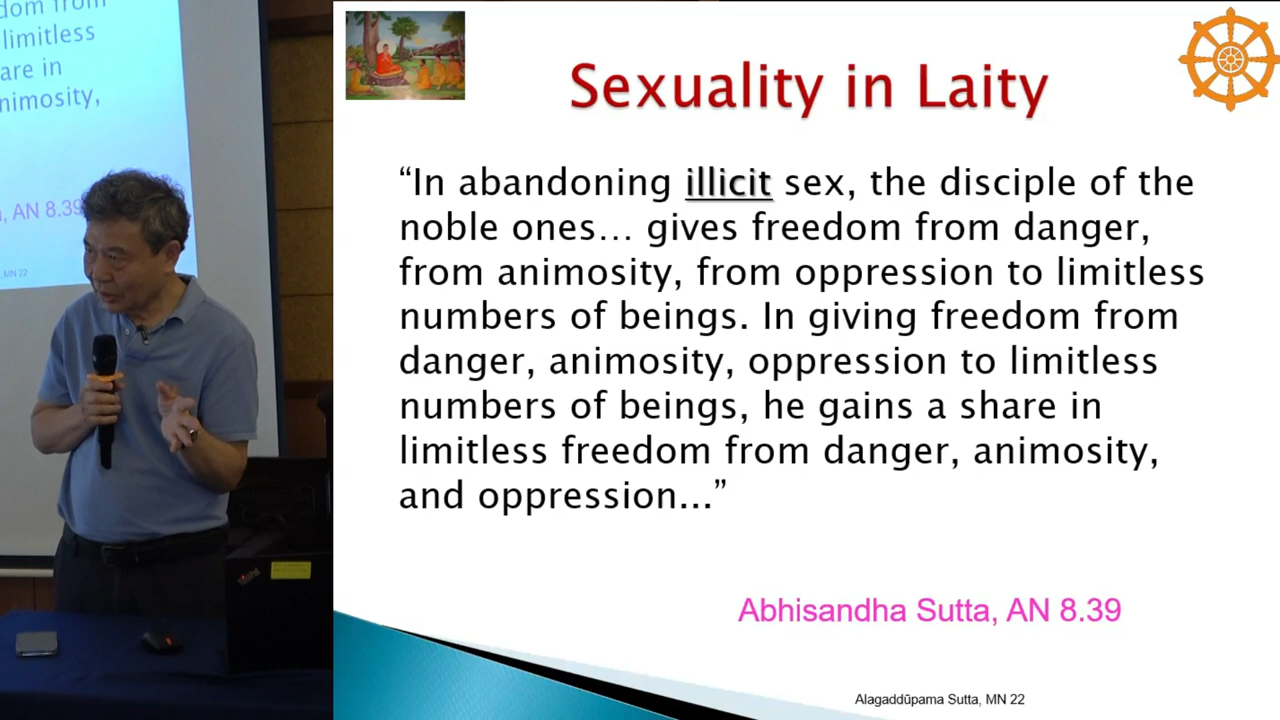 dom from
limitless
are in
nimosity,
, AN 8.39
, MN 22
Sexuality in Laity
“In abandoning illicit sex, the disciple of the
noble ones… gives freedom from danger,
from animosity, from oppression to limitless
numbers of beings. In giving freedom from
danger, animosity, oppression to limitless
numbers of beings, he gains a share in
limitless freedom from danger, animosity,
and oppression...”
Abhisandha Sutta, AN 8.39
Alagaddūpama Sutta, MN 22